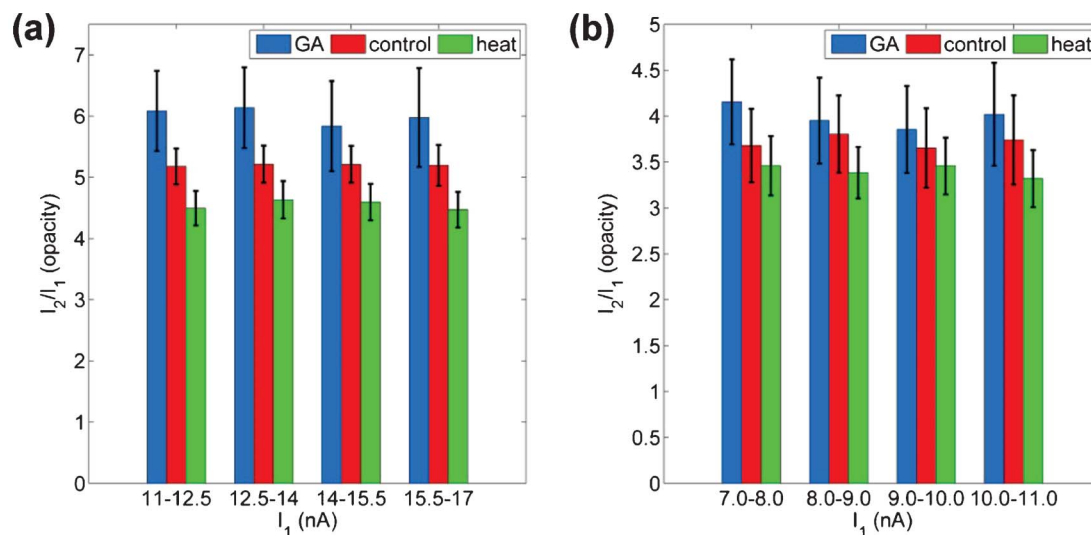 (a)
GA control heat
7
6
5
4
3
2
1
0
I2/I1 (opacity)
11-12.5 12.5-14 14-15.5 15.5-17
I1 (nA)
(b)
GA control heat
5
4.5
4
3.5
3
2.5
2
1.5
1
0.5
0
I2/I1 (opacity)
7.0-8.0 8.0-9.0 9.0-10.0 10.0-11.0
I1 (nA)